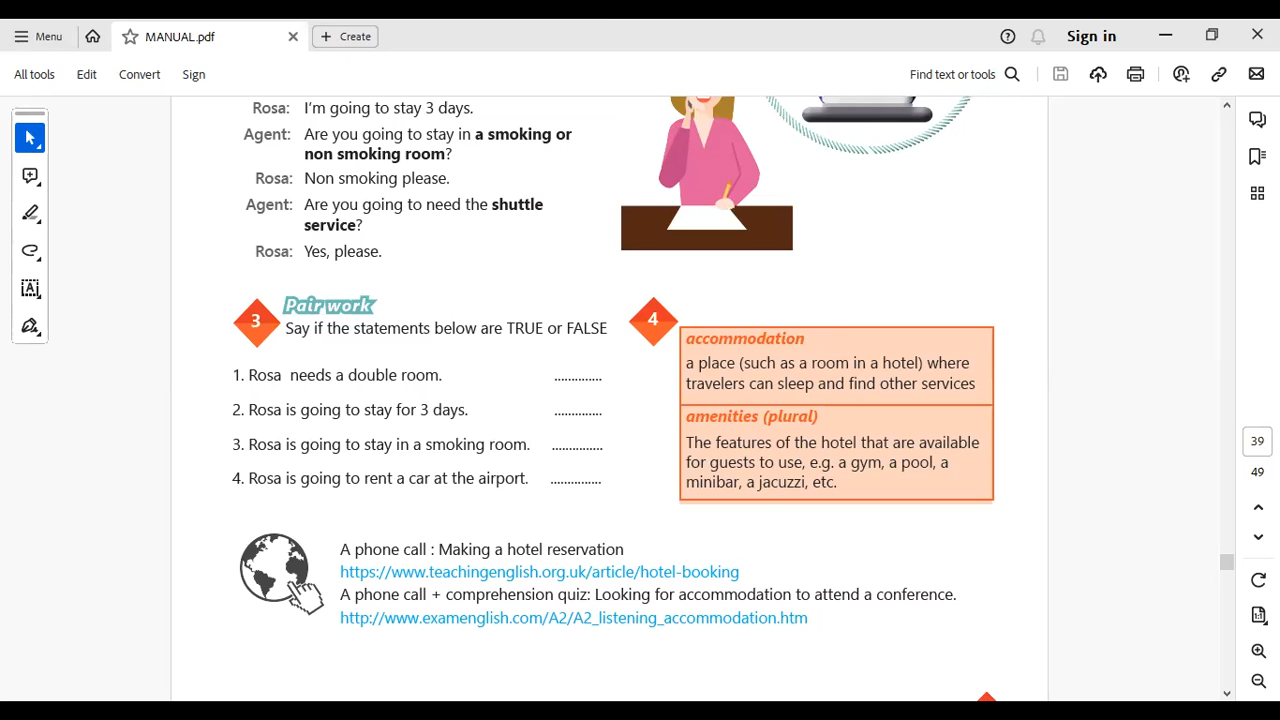 Menu
MANUAL.pdf
Create
Sign in
All tools
Edit
Convert
Sign
Find text or tools
Rosa: I'm going to stay 3 days.
Agent: Are you going to stay in a smoking or
non smoking room?
Rosa: Non smoking please.
Agent: Are you going to need the shuttle
service?
Rosa: Yes, please.
3
Pair work
Say if the statements below are TRUE or FALSE
1. Rosa needs a double room. ..............
2. Rosa is going to stay for 3 days. ..............
3. Rosa is going to stay in a smoking room. ...............
4. Rosa is going to rent a car at the airport. ...............
4
accommodation
a place (such as a room in a hotel) where
travelers can sleep and find other services
amenities (plural)
The features of the hotel that are available
for guests to use, e.g. a gym, a pool, a
minibar, a jacuzzi, etc.
A phone call : Making a hotel reservation
https://www.teachingenglish.org.uk/article/hotel-booking
A phone call + comprehension quiz: Looking for accommodation to attend a conference.
http://www.examenglish.com/A2/A2_listening_accommodation.htm
39
49